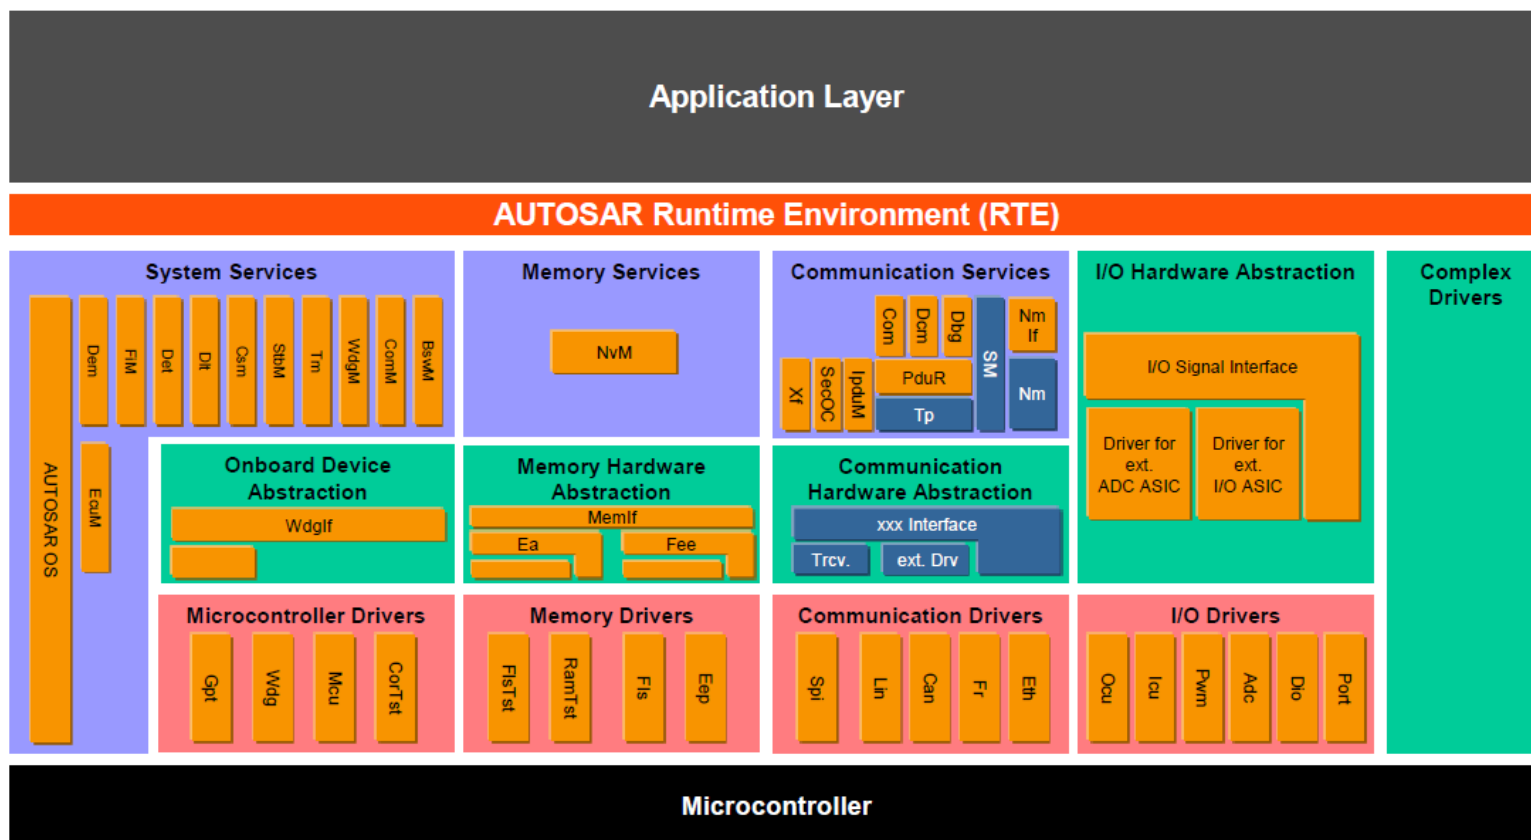 Application Layer
AUTOSAR Runtime Environment (RTE)
System Services
AUTOSAR OS
Dem
FiM
Det
Dlt
Csm
StbM
Tm
WdgM
ComM
BswM
EcuM
Memory Services
NvM
Communication Services
Xf
SecOC
IpduM
Com
Dcm
Dbg
PduR
Tp
SM
Nm
If
Nm
I/O Hardware Abstraction
I/O Signal Interface
Driver for
ext.
ADC ASIC
Driver for
ext.
I/O ASIC
Complex
Drivers
Onboard Device
Abstraction
WdgIf
Memory Hardware
Abstraction
MemIf
Ea
Fee
Communication
Hardware Abstraction
xxx Interface
Trcv.
ext. Drv
Microcontroller Drivers
Gpt
Wdg
Mcu
CorTst
Memory Drivers
FlsTst
RamTst
Fls
Eep
Communication Drivers
Spi
Lin
Can
Fr
Eth
I/O Drivers
Ocu
Icu
Pwm
Adc
Dio
Port
Microcontroller